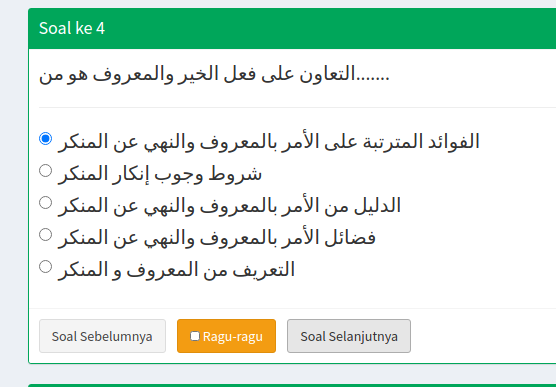 Soal ke 4
التعاون على فعل الخير والمعروف هو من.......
الفوائد المترتبة على الأمر بالمعروف والنهي عن المنكر
شروط وجوب إنكار المنكر
الدليل من الأمر بالمعروف والنهي عن المنكر
فضائل الأمر بالمعروف والنهي عن المنكر
التعريف من المعروف و المنكر
Soal Sebelumnya
Ragu-ragu
Soal Selanjutnya